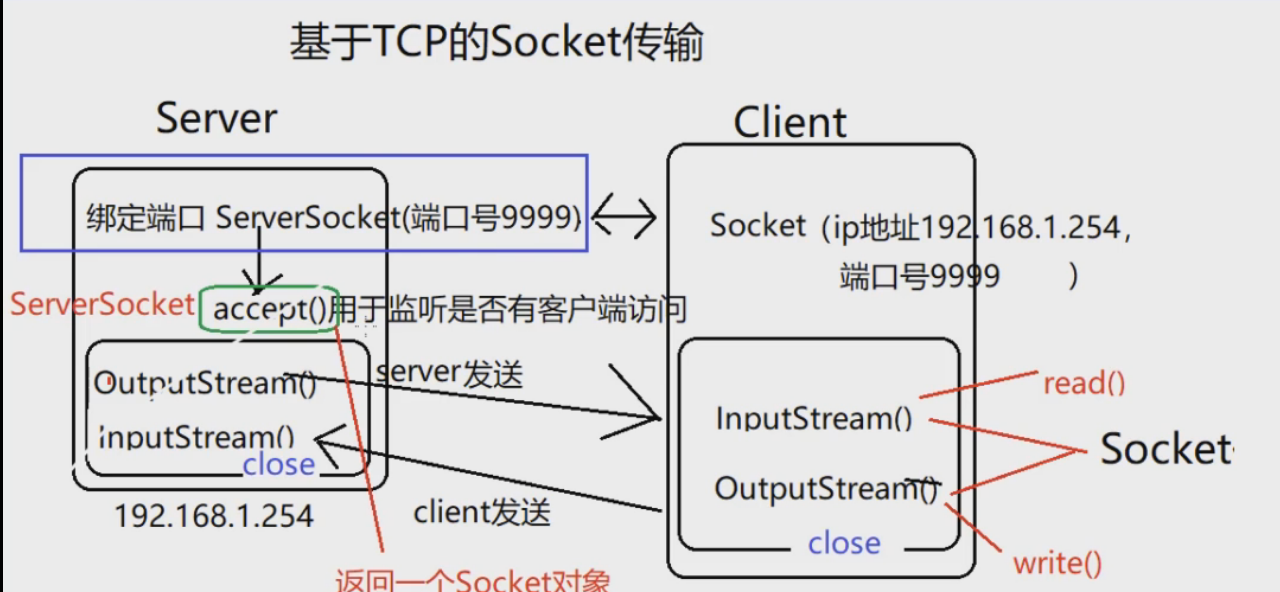 基于TCP的Socket传输
Server
Client
绑定端口 ServerSocket(端口号9999)
Socket（ip地址192.168.1.254,
端口号9999 ）
ServerSocket accept()用于监听是否有客户端访问
OutputStream()
server发送
read()
InputStream()
InputStream()
Socket
close
OutputStream()
192.168.1.254
client发送
close
write()
返回一个Socket对象